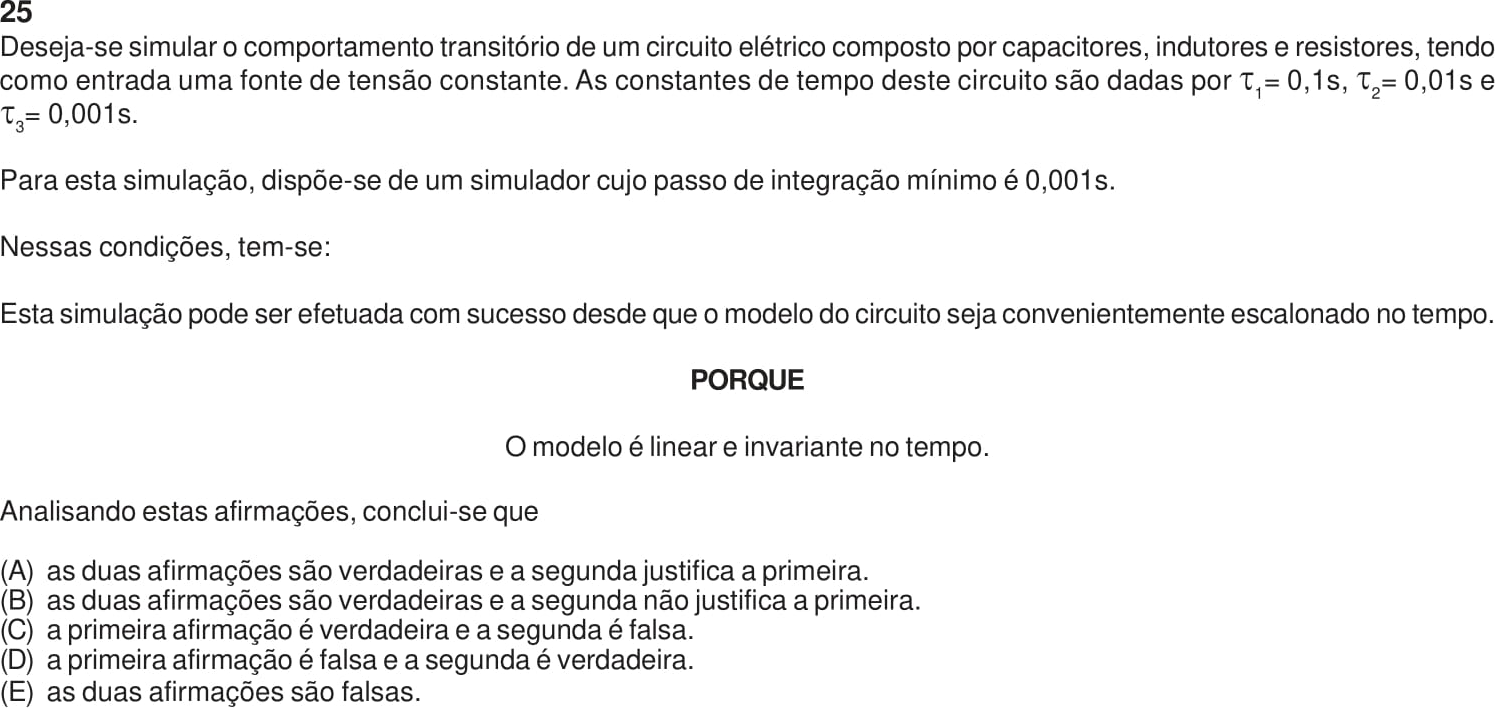 25
Deseja-se simular o comportamento transitório de um circuito elétrico composto por capacitores, indutores e resistores, tendo
como entrada uma fonte de tensão constante. As constantes de tempo deste circuito são dadas por τ₁= 0,1s, τ₂= 0,01s e
τ₃= 0,001s.
Para esta simulação, dispõe-se de um simulador cujo passo de integração mínimo é 0,001s.
Nessas condições, tem-se:
Esta simulação pode ser efetuada com sucesso desde que o modelo do circuito seja convenientemente escalonado no tempo.
PORQUE
O modelo é linear e invariante no tempo.
Analisando estas afirmações, conclui-se que
(A) as duas afirmações são verdadeiras e a segunda justifica a primeira.
(B) as duas afirmações são verdadeiras e a segunda não justifica a primeira.
(C) a primeira afirmação é verdadeira e a segunda é falsa.
(D) a primeira afirmação é falsa e a segunda é verdadeira.
(E) as duas afirmações são falsas.